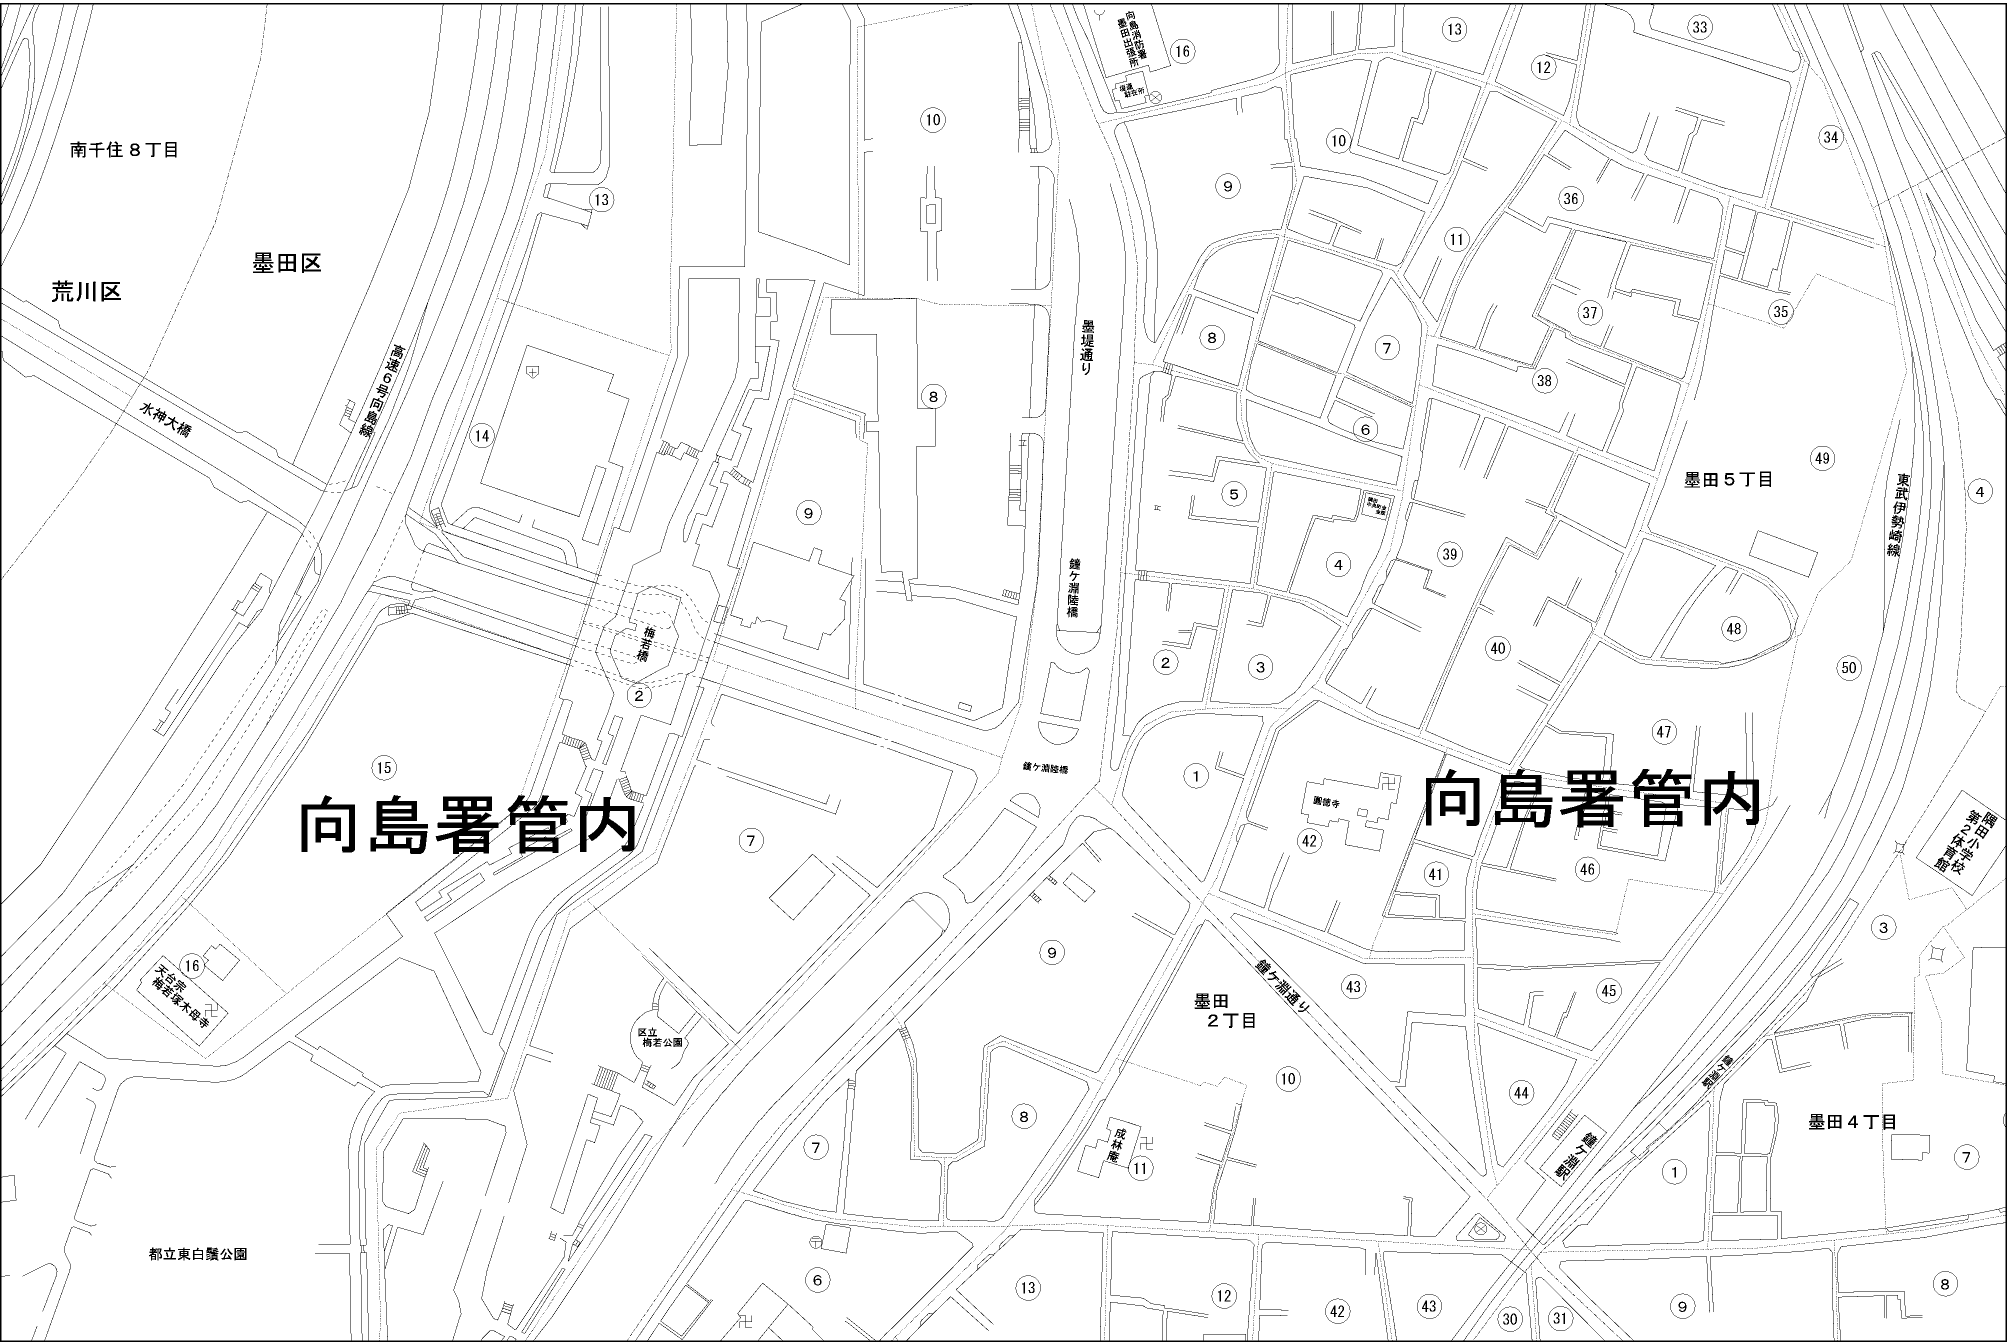 向島消防署
墨田出張所
16
13
33
12
34
10
10
南千住８丁目
9
13
36
11
墨田区
荒川区
35
37
墨堤通り
8
7
高速６号向島線
38
8
水神大橋
6
14
49
墨田５丁目
東武伊勢崎線
4
5
9
39
4
鐘ケ淵陸橋
48
梅若橋
40
2
3
50
2
47
鐘ケ淵陸橋
15
1
向島署管内
向島署管内
圓徳寺
42
7
隅田小学校
第２体育館
46
41
3
9
16
天台宗
梅若塚木母寺
鐘ケ淵通り
43
45
墨田
２丁目
区立
梅若公園
鐘ケ淵駅
10
44
8
墨田４丁目
7
成林庵
11
鐘ケ淵駅
1
7
都立東白鬚公園
6
13
12
42
43
30
31
9
8